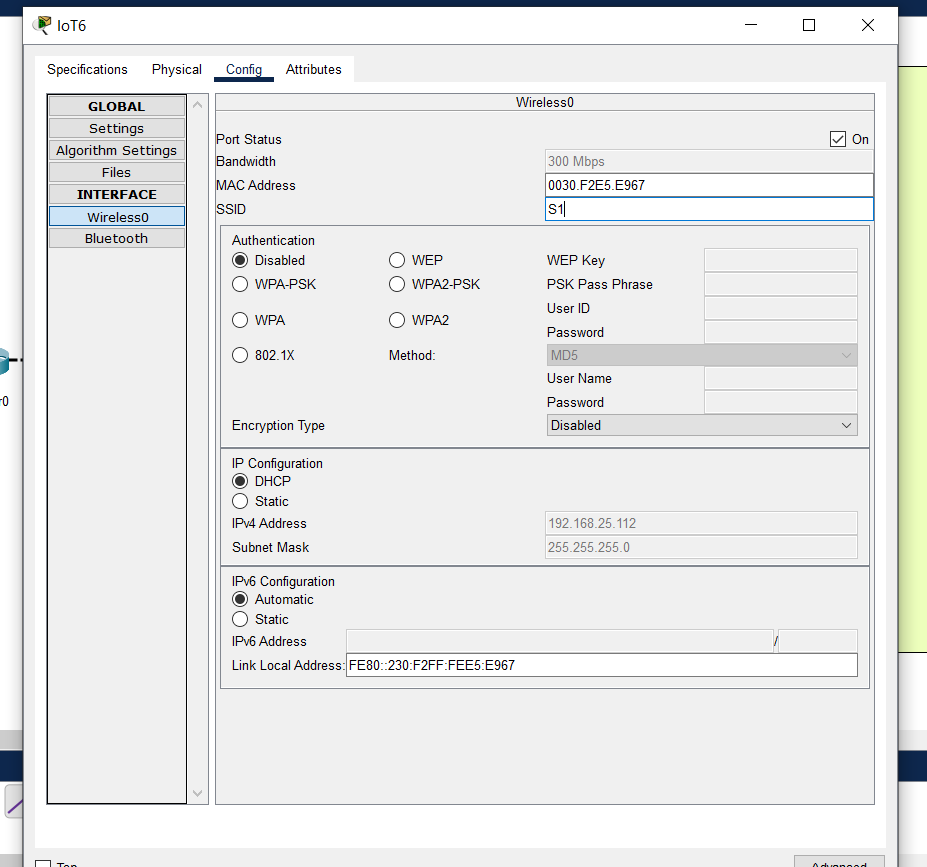 IoT6
Specifications Physical Config Attributes
GLOBAL
Settings
Algorithm Settings
Files
INTERFACE
Wireless0
Bluetooth
Wireless0
Port Status On
Bandwidth 300 Mbps
MAC Address 0030.F2E5.E967
SSID S1
Authentication
Disabled WEP WEP Key
WPA-PSK WPA2-PSK PSK Pass Phrase
User ID
WPA WPA2
Password
802.1X Method: MD5
User Name
Password
Encryption Type Disabled
IP Configuration
DHCP
Static
IPv4 Address 192.168.25.112
Subnet Mask 255.255.255.0
IPv6 Configuration
Automatic
Static
IPv6 Address /
Link Local Address: FE80::230:F2FF:FEE5:E967
Top Advanced